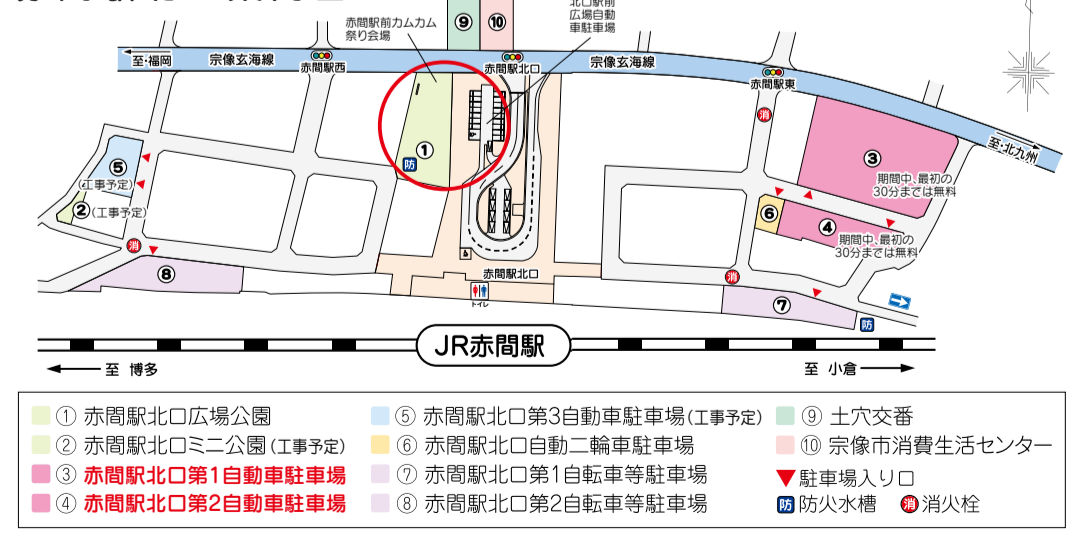 赤間駅前カムカム
祭り会場
⑨
⑩
北口駅前
広場自動
車駐車場
至・福岡
宗像玄海線
赤間駅西
赤間駅北口
宗像玄海線
赤間駅東
至・北九州
消
①
防
③
期間中、最初の
30分までは無料
⑤
(工事予定)
②(工事予定)
⑥
④
期間中、最初の
30分までは無料
消
⑧
赤間駅北口
トイレ
消
⑦
防
JR赤間駅
至 博多
至 小倉
① 赤間駅北口広場公園
② 赤間駅北口ミニ公園(工事予定)
③ 赤間駅北口第1自動車駐車場
④ 赤間駅北口第2自動車駐車場
⑤ 赤間駅北口第3自動車駐車場(工事予定)
⑥ 赤間駅北口自動二輪車駐車場
⑦ 赤間駅北口第1自転車等駐車場
⑧ 赤間駅北口第2自転車等駐車場
⑨ 土穴交番
⑩ 宗像市消費生活センター
▼駐車場入り口
防 防火水槽 消 消火栓